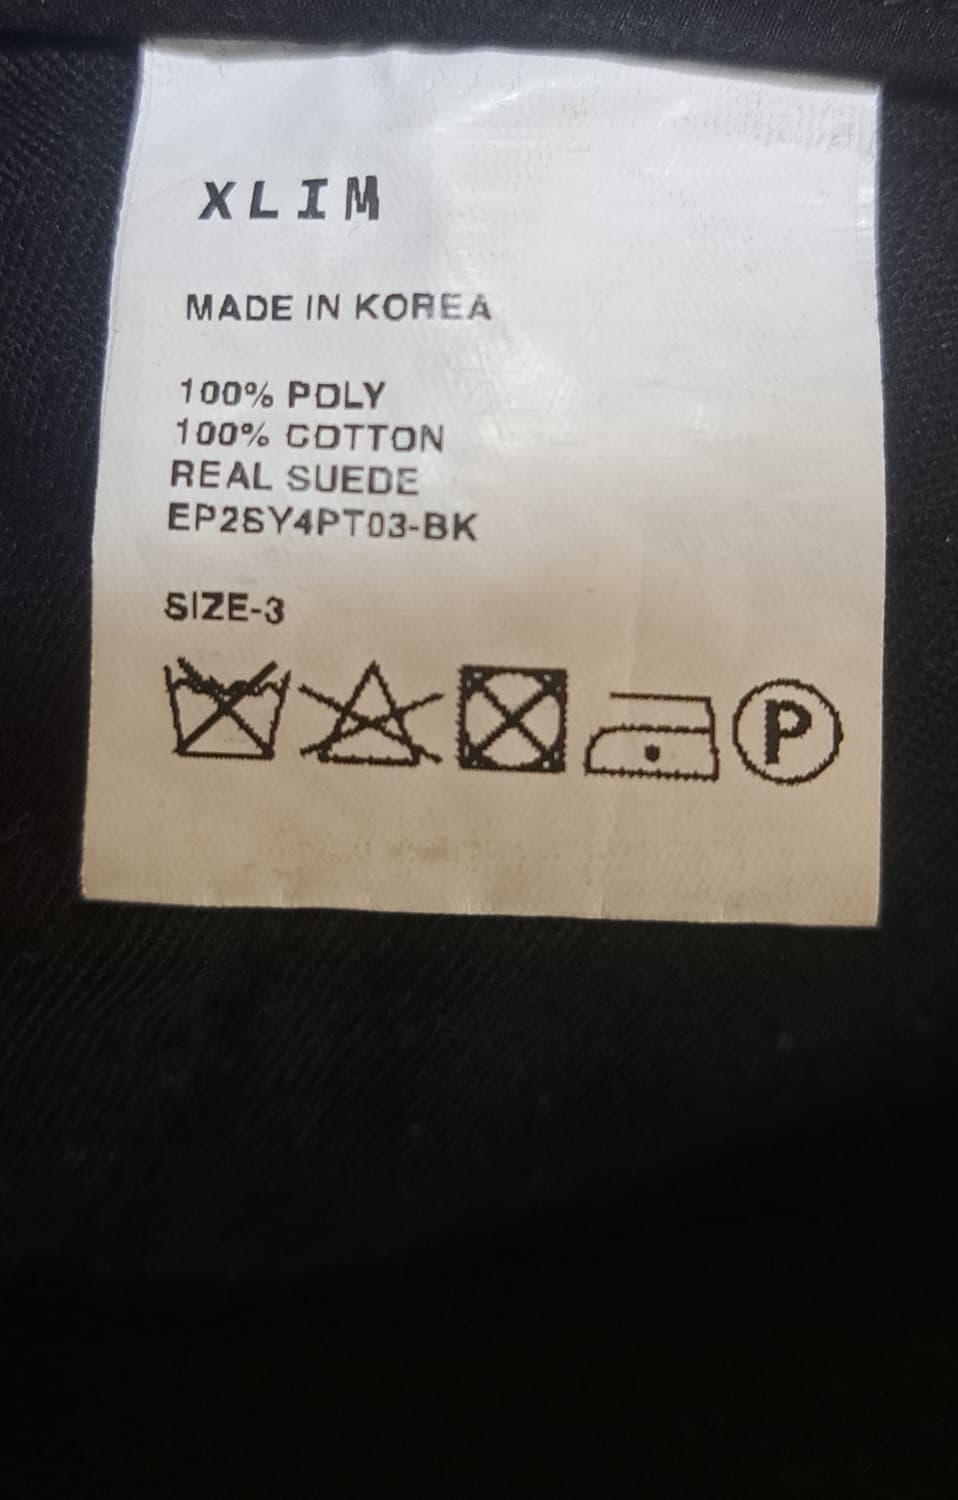 XLIM
MADE IN KOREA
100% POLY
100% COTTON
REAL SUEDE
EP2SY4PT03-BK
SIZE-3
P